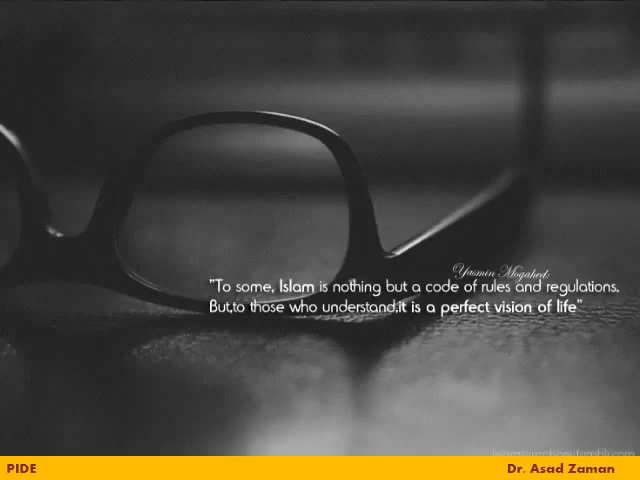 Yasmin Mogahed:
"To some, Islam is nothing but a code of rules and regulations.
But,to those who understand,it is a perfect vision of life"
PIDE
Dr. Asad Zaman